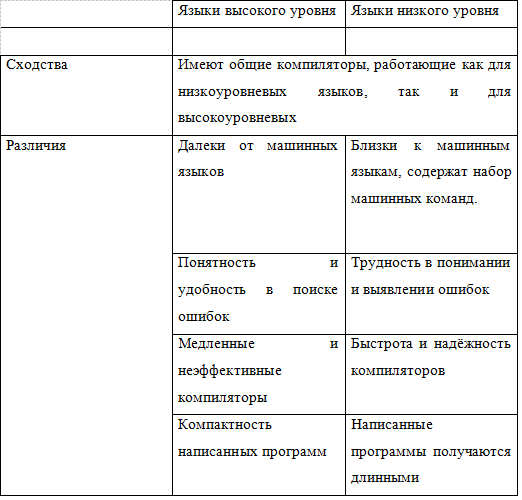 Языки высокого уровня
Языки низкого уровня
Сходства
Имеют общие компиляторы, работающие как для
низкоуровневых языков, так и для
высокоуровневых
Различия
Далеки от машинных
языков
Близки к машинным
языкам, содержат набор
машинных команд.
Понятность и
удобность в поиске
ошибок
Трудность в понимании
и выявлении ошибок
Медленные и
неэффективные
компиляторы
Быстрота и надёжность
компиляторов
Компактность
написанных программ
Написанные
программы получаются
длинными